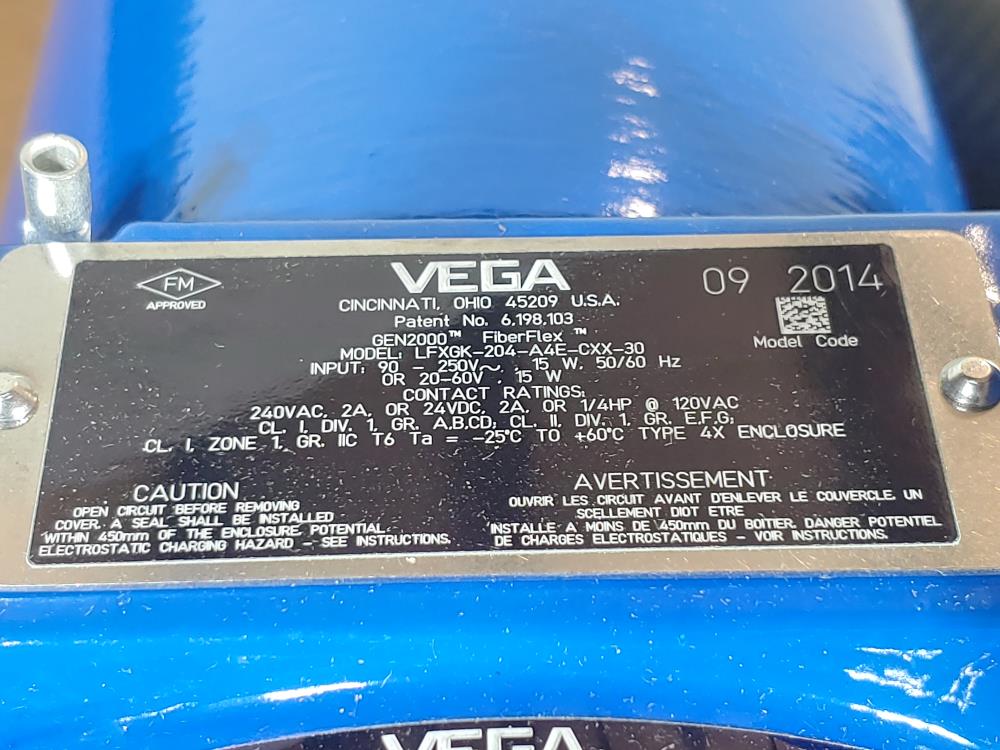 FM
APPROVED
VEGA
09 2014
CINCINNATI, OHIO 45209 U.S.A.
Patent No. 6,198,103
Model Code
GEN2000™ FiberFlex™
MODEL: LFXGK-204-A4E-CXX-30
INPUT: 90 - 250V~, 15 W, 50/60 Hz
OR 20-60V , 15 W
CONTACT RATINGS:
240VAC, 2A, OR 24VDC, 2A, OR 1/4HP @ 120VAC
CL. I, DIV. 1, GR. A,B,CD; CL. II, DIV. 1, GR. E,F,G;
CL. I, ZONE 1, GR. IIC T6 Ta = -25°C TO +60°C TYPE 4X ENCLOSURE
CAUTION
OPEN CIRCUIT BEFORE REMOVING
COVER. A SEAL SHALL BE INSTALLED
WITHIN 450mm OF THE ENCLOSURE. POTENTIAL
ELECTROSTATIC CHARGING HAZARD - SEE INSTRUCTIONS.
AVERTISSEMENT
OUVRIR LES CIRCUIT AVANT D'ENLEVER LE COUVERCLE. UN
SCELLEMENT DIOT ETRE
INSTALLE A MOINS DE 450mm DU BOITIER. DANGER POTENTIEL
DE CHARGES ELECTROSTATIQUES - VOIR INSTRUCTIONS.
VEGA